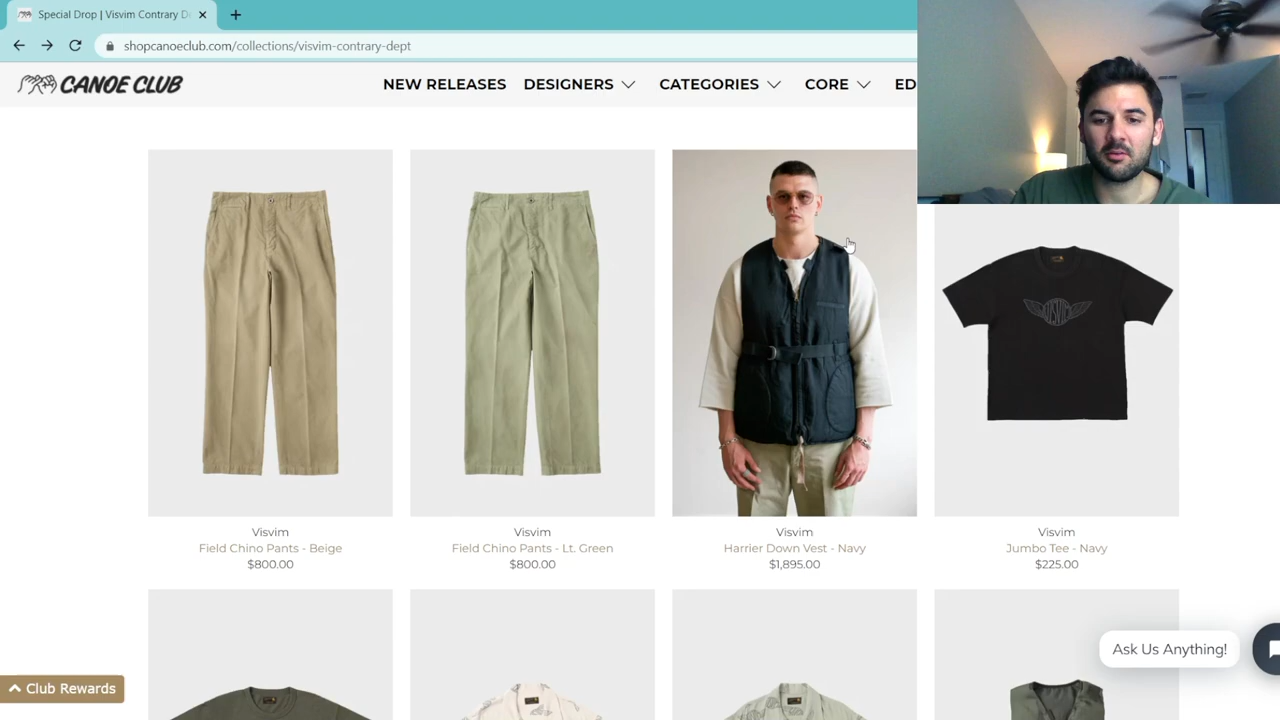 Special Drop | Visvim Contrary D
shopcanoeclub.com/collections/visvim-contrary-dept
CANOE CLUB
NEW RELEASES DESIGNERS CATEGORIES CORE ED
VISVIM
Visvim
Field Chino Pants - Beige
$800.00
Visvim
Field Chino Pants - Lt. Green
$800.00
Visvim
Harrier Down Vest - Navy
$1,895.00
Visvim
Jumbo Tee - Navy
$225.00
Ask Us Anything!
Club Rewards